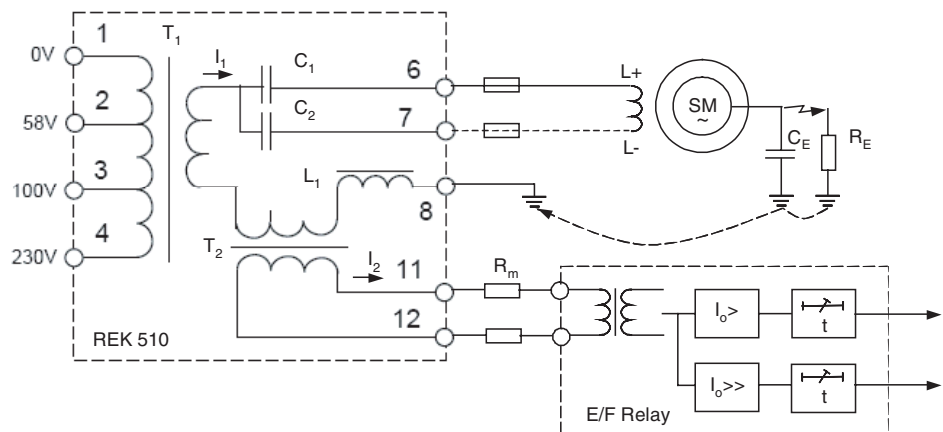 1
T1
0V
I1
C1
6
L+
2
C2
7
SM
~
58V
L-
CE
RE
3
L1
100V
8
4
T2
230V
I2
11
Rm
12
REK 510
Io>
t
Io>>
t
E/F Relay